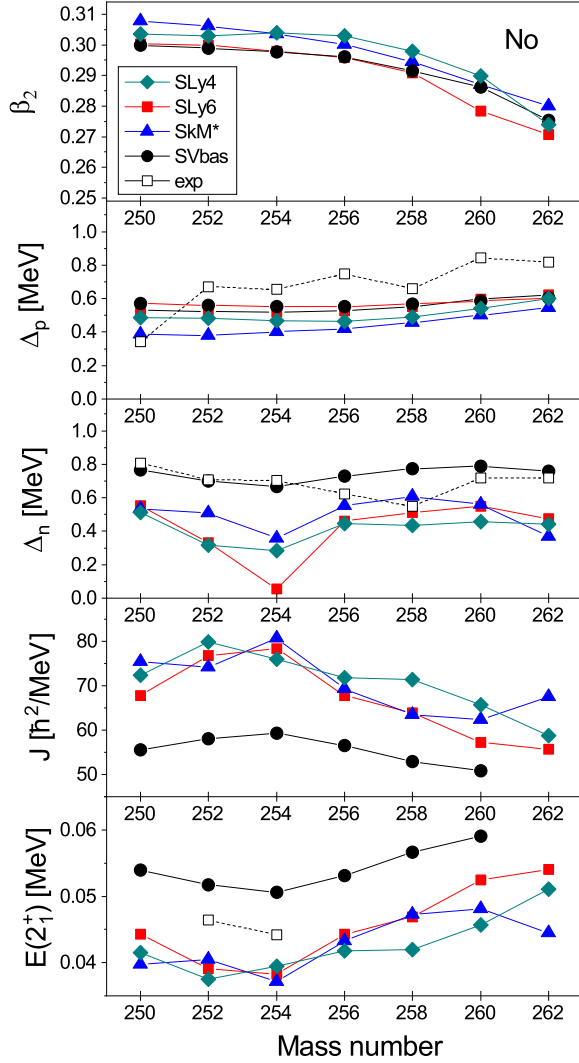 No
β₂
0.31
0.30
0.29
0.28
0.27
0.26
0.25
SLy4
SLy6
SkM*
SVbas
exp
250 252 254 256 258 260 262
Δp [MeV]
1.0
0.8
0.6
0.4
0.2
0.0
250 252 254 256 258 260 262
Δn [MeV]
1.0
0.8
0.6
0.4
0.2
0.0
250 252 254 256 258 260 262
J [ħ²/MeV]
80
70
60
50
250 252 254 256 258 260 262
E(2₁⁺) [MeV]
0.06
0.05
0.04
250 252 254 256 258 260 262
Mass number